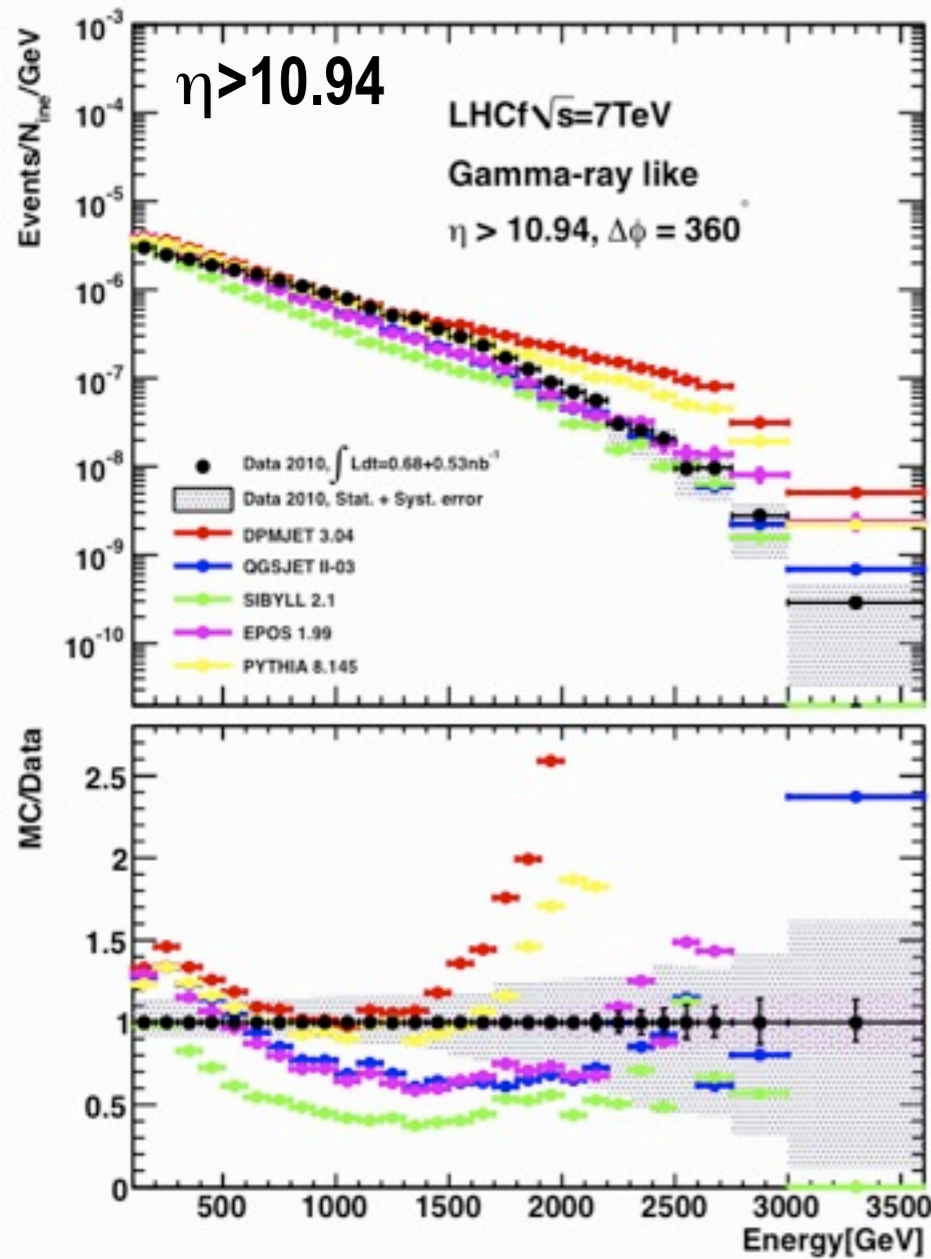 Events/N_ine/GeV
10^-3
10^-4
10^-5
10^-6
10^-7
10^-8
10^-9
10^-10
η>10.94
LHCf √s=7TeV
Gamma-ray like
η > 10.94, Δϕ = 360°
Data 2010, ∫ Ldt=0.68+0.53nb^-1
Data 2010, Stat. + Syst. error
DPMJET 3.04
QGSJET II-03
SIBYLL 2.1
EPOS 1.99
PYTHIA 8.145
MC/Data
2.5
2
1.5
1
0.5
0
500 1000 1500 2000 2500 3000 3500
Energy[GeV]